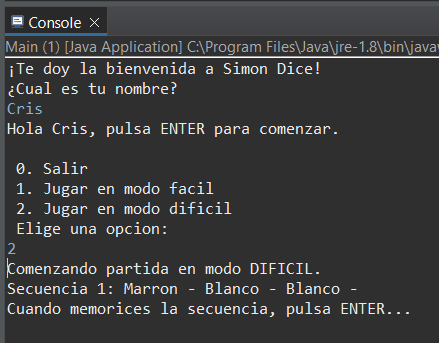 Console
Main (1) [Java Application] C:\Program Files\Java\jre-1.8\bin\javaw
¡Te doy la bienvenida a Simon Dice!
¿Cual es tu nombre?
Cris
Hola Cris, pulsa ENTER para comenzar.
0. Salir
1. Jugar en modo facil
2. Jugar en modo dificil
Elige una opcion:
2
Comenzando partida en modo DIFICIL.
Secuencia 1: Marron - Blanco - Blanco -
Cuando memorices la secuencia, pulsa ENTER...